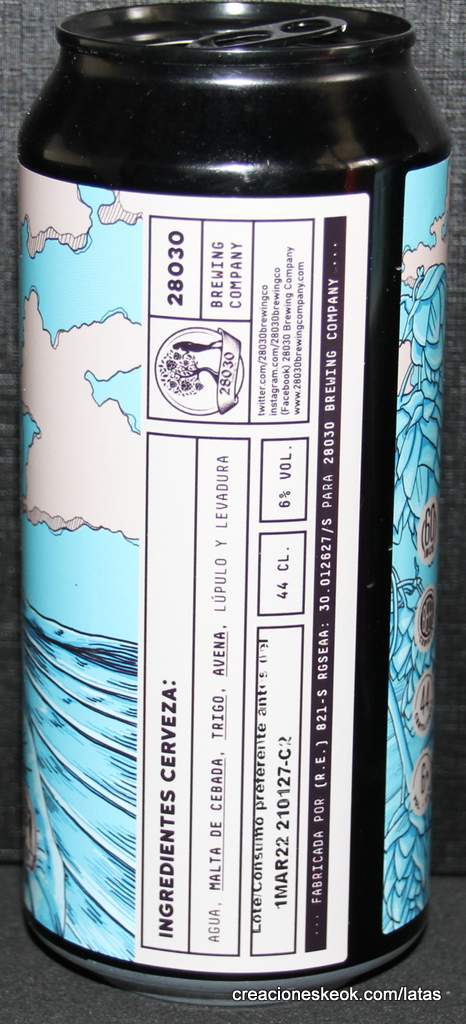 28030
BREWING
COMPANY
28030
twitter.com/28030brewingco
instagram.com/28030brewingco
(Facebook) 28030 Brewing Company
www.28030brewingcompany.com
INGREDIENTES CERVEZA:
AGUA, MALTA DE CEBADA, TRIGO, AVENA, LÚPULO Y LEVADURA
6% VOL.
44 CL.
Lote/Consumo preferente antes del
1MAR22 210127-C2
··· FABRICADA POR (R.E.) 821-S RGSEAA: 30.012627/S PARA 28030 BREWING COMPANY ···
creacioneskeok.com/latas